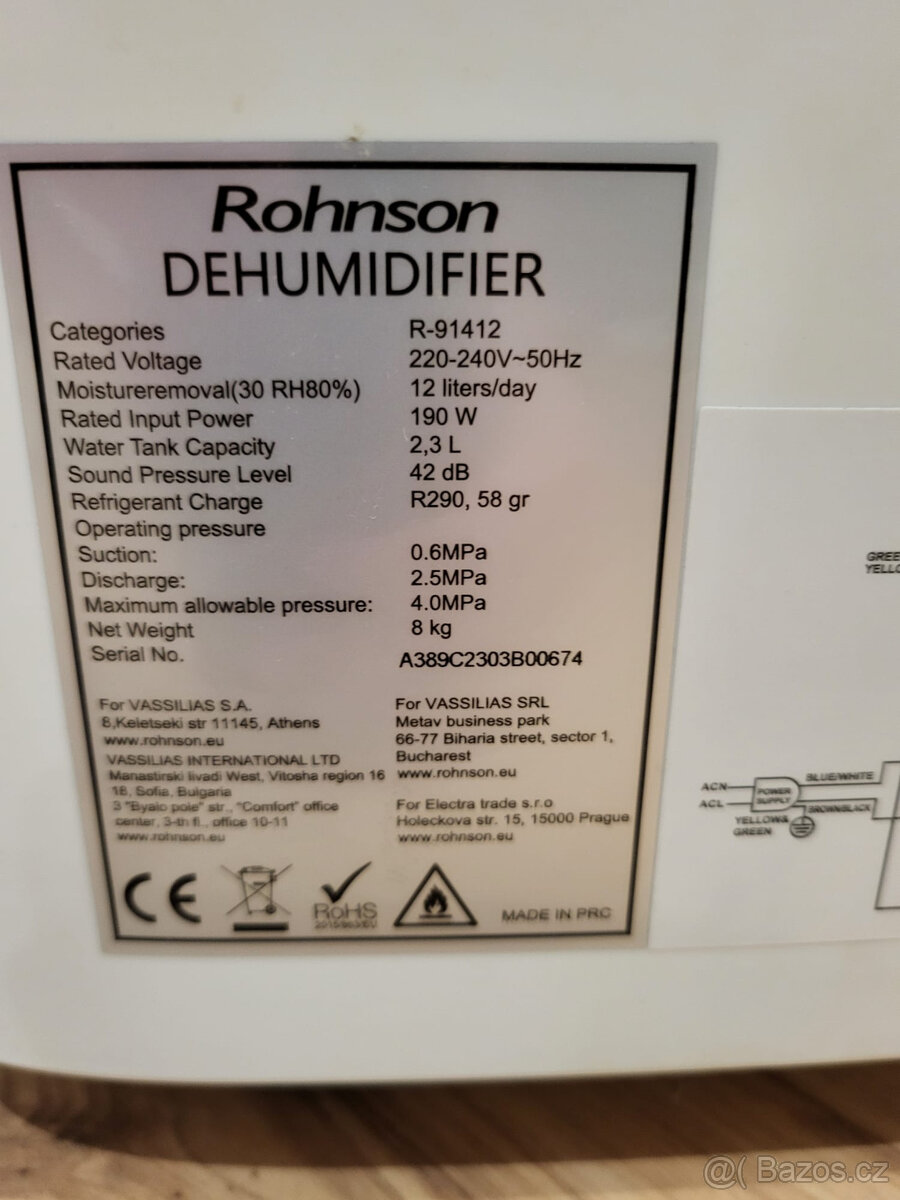 Rohnson
DEHUMIDIFIER
Categories R-91412
Rated Voltage 220-240V~50Hz
Moistureremoval(30 RH80%) 12 liters/day
Rated Input Power 190 W
Water Tank Capacity 2,3 L
Sound Pressure Level 42 dB
Refrigerant Charge R290, 58 gr
Operating pressure
Suction: 0.6MPa
Discharge: 2.5MPa
Maximum allowable pressure: 4.0MPa
Net Weight 8 kg
Serial No. A389C2303B00674
For VASSILIAS S.A.
8,Keletseki str 11145, Athens
www.rohnson.eu
VASSILIAS INTERNATIONAL LTD
Manastirski livadi West, Vitosha region 16
18, Sofia, Bulgaria
3 "Byalo pole" str., "Comfort" office
center, 3-th fl., office 10-11
www.rohnson.eu
For VASSILIAS SRL
Metav business park
66-77 Biharia street, sector 1,
Bucharest
www.rohnson.eu
For Electra trade s.r.o
Holeckova str. 15, 15000 Prague
www.rohnson.eu
CE
RoHS
MADE IN PRC
GREE
YELLO
ACN
ACL
POWER
SUPPLY
BLUE/WHITE
BROWN/BLACK
YELLOW&
GREEN
@( Bazos.cz